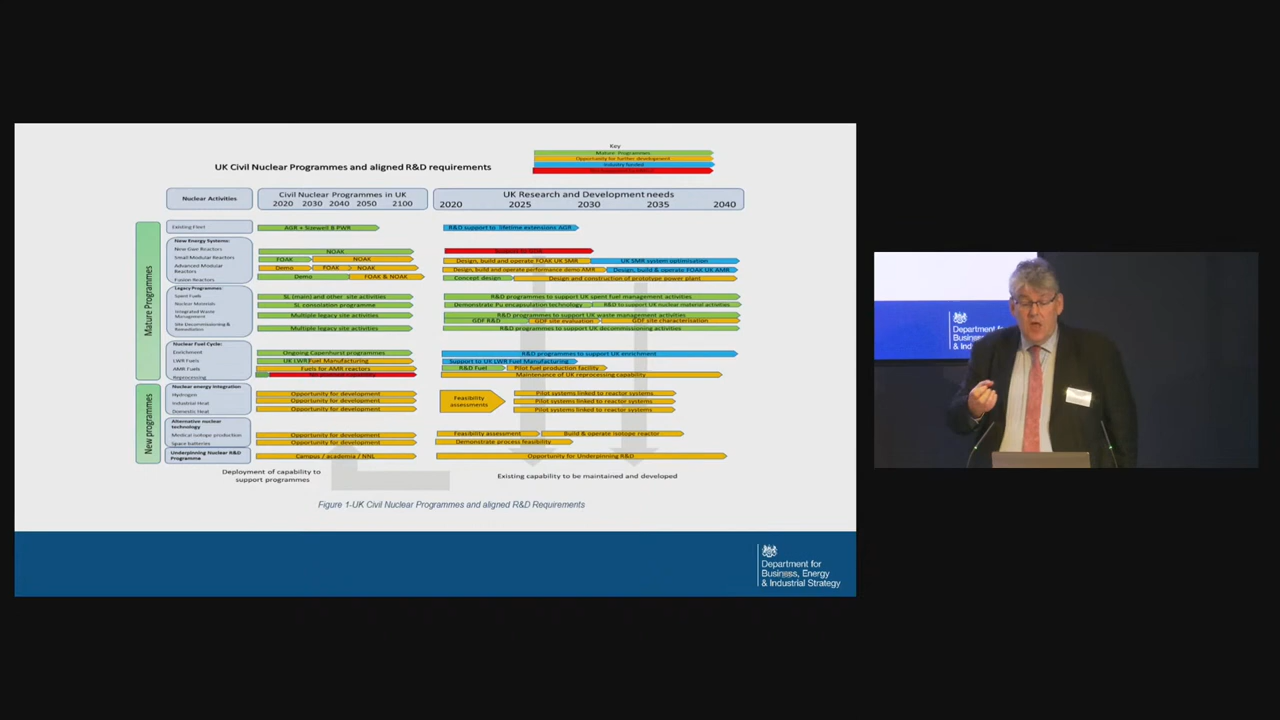 UK Civil Nuclear Programmes and aligned R&D requirements
Key
Mature Programmes
Opportunity for further development
Industry funded
Nuclear Activities
Civil Nuclear Programmes in UK
2020 2030 2040 2050 2100
UK Research and Development needs
2020 2025 2030 2035 2040
Mature Programmes
Existing Fleet
AGR + Sizewell B PWR
R&D support to lifetime extensions AGR
New Energy Systems:
New Gwe Reactors
NOAK
Small Modular Reactors
FOAK
NOAK
Design, build and operate FOAK UK SMR
UK SMR system optimisation
Advanced Modular
Reactors
Demo
FOAK
NOAK
Design, build and operate performance demo AMR
Design, build & operate FOAK UK AMR
Fusion Reactors
Demo
FOAK & NOAK
Concept design
Design and construction of prototype power plant
Legacy Programmes
Spent Fuels
SL (main) and other site activities
R&D programmes to support UK spent fuel management activities
Nuclear Materials
SL consolation programme
Demonstrate Pu encapsulation technology
R&D to support UK nuclear material activities
Integrated Waste
Management
Multiple legacy site activities
R&D programmes to support UK waste management activities
GDF R&D
GDF site evaluation
GDF site characterisation
Site Decommissioning &
Remediation
Multiple legacy site activities
R&D programmes to support UK decommissioning activities
Nuclear Fuel Cycle:
Enrichment
Ongoing Capenhurst programmes
R&D programmes to support UK enrichment
LWR Fuels
UK LWR Fuel Manufacturing
Support to UK LWR Fuel Manufacturing
AMR Fuels
Fuels for AMR reactors
R&D Fuel
Pilot fuel production facility
Reprocessing
Maintenance of UK reprocessing capability
New programmes
Nuclear energy Integration
Hydrogen
Opportunity for development
Industrial Heat
Opportunity for development
Domestic Heat
Opportunity for development
Feasibility
assessments
Pilot systems linked to reactor systems
Pilot systems linked to reactor systems
Pilot systems linked to reactor systems
Alternative nuclear
technology
Medical isotope production
Opportunity for development
Feasibility assessment
Build & operate isotope reactor
Space batteries
Opportunity for development
Demonstrate process feasibility
Underpinning Nuclear R&D
Programme
Campus / academia / NNL
Opportunity for Underpinning R&D
Deployment of capability to
support programmes
Existing capability to be maintained and developed
Figure 1-UK Civil Nuclear Programmes and aligned R&D Requirements
Department for
Business, Energy
& Industrial Strategy
Department for
Business, En
& Indust